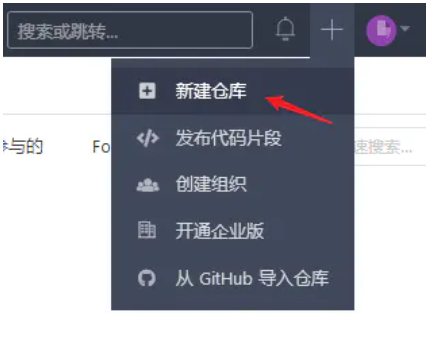 搜索或跳转...
新建仓库
参与的 Fo 速搜索...
发布代码片段
创建组织
开通企业版
从 GitHub 导入仓库